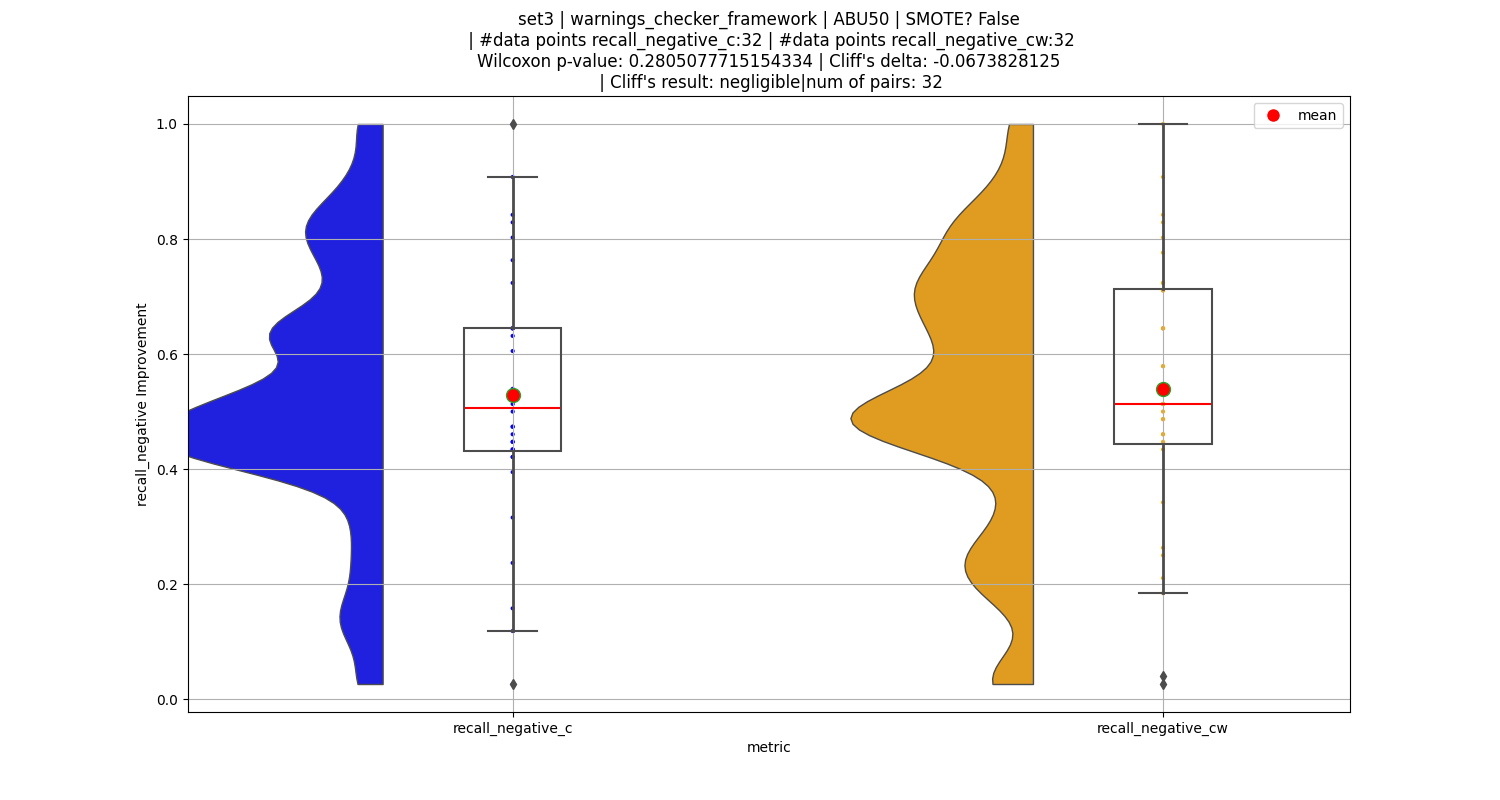 set3 | warnings_checker_framework | ABU50 | SMOTE? False
| #data points recall_negative_c:32 | #data points recall_negative_cw:32
Wilcoxon p-value: 0.2805077715154334 | Cliff's delta: -0.0673828125
| Cliff's result: negligible|num of pairs: 32
mean
1.0
0.8
0.6
0.4
0.2
0.0
recall_negative Improvement
recall_negative_c
recall_negative_cw
metric